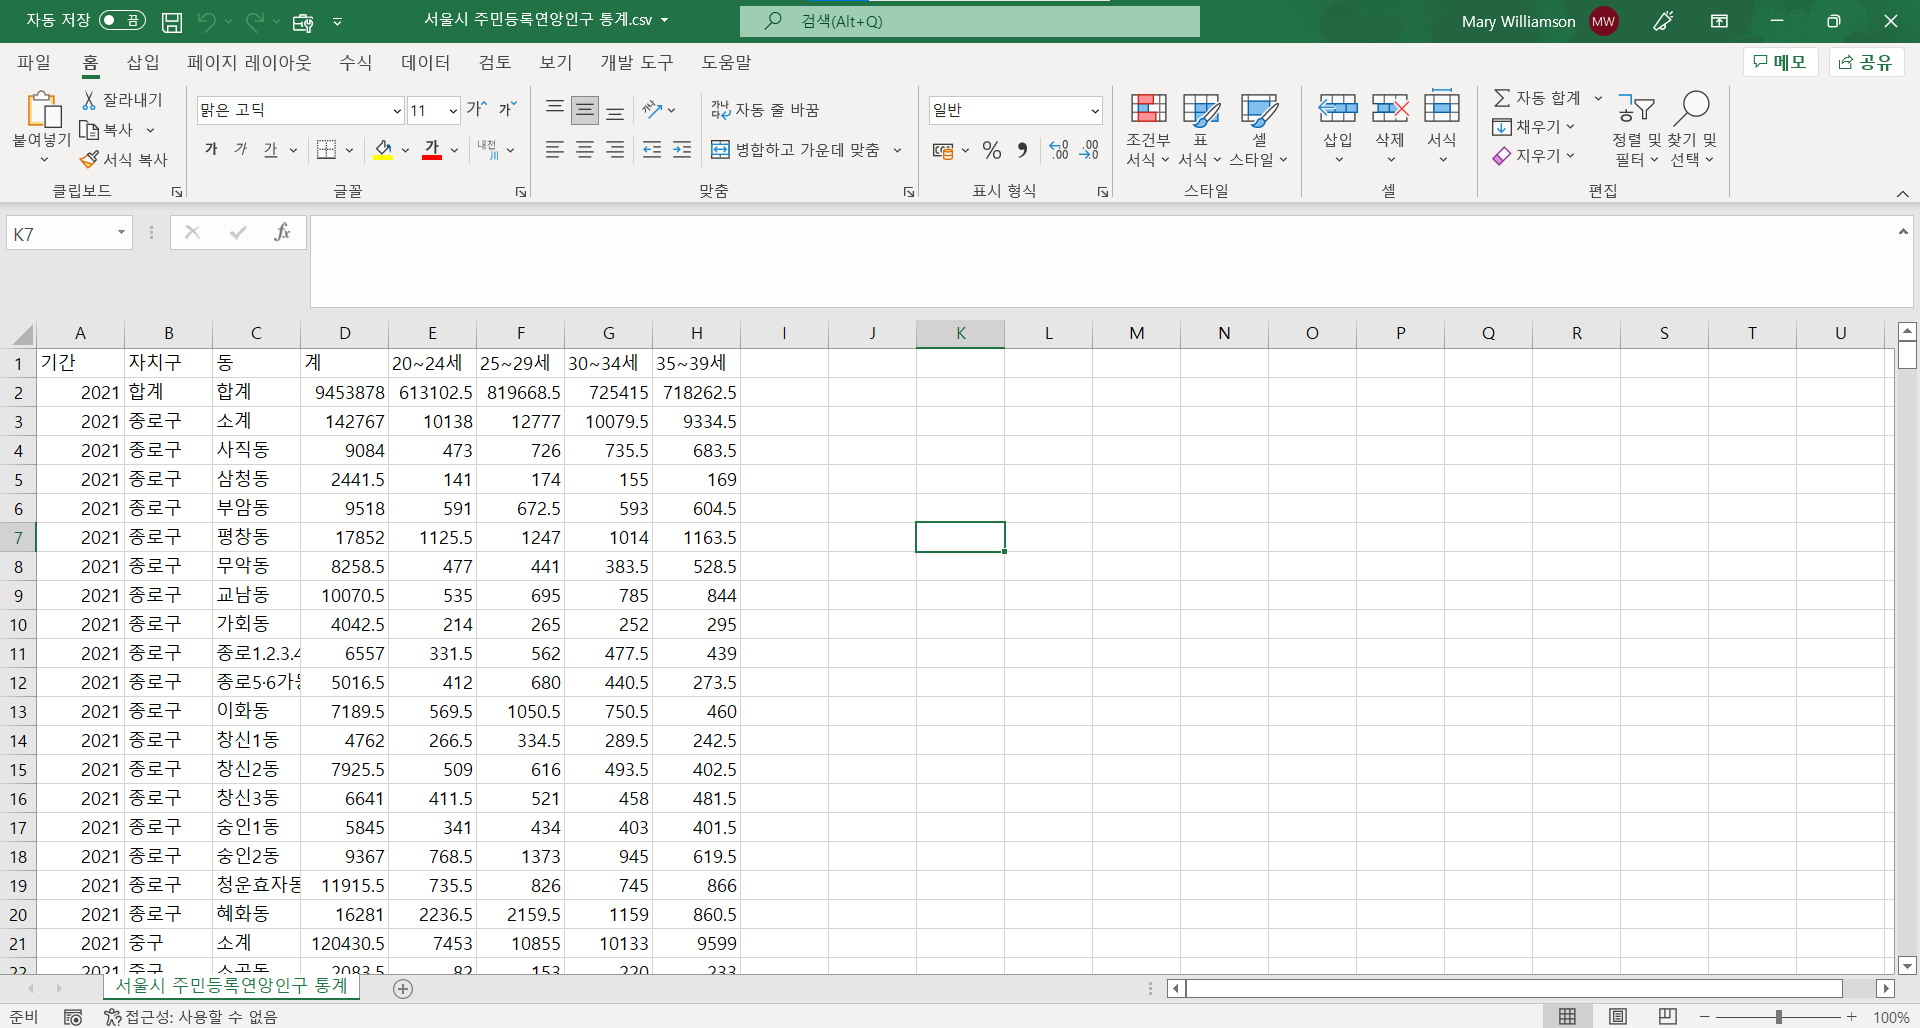 자동 저장 끔 서울시 주민등록연앙인구 통계.csv 검색(Alt+Q) Mary Williamson MW
파일 홈 삽입 페이지 레이아웃 수식 데이터 검토 보기 개발 도구 도움말 메모 공유
붙여넣기 잘라내기 복사 서식 복사 클립보드
맑은 고딕 11 가 가 가 가 가 가 내천 글꼴
자동 줄 바꿈 병합하고 가운데 맞춤 맞춤
일반 % 표시 형식
조건부 서식 표 서식 셀 스타일 스타일
삽입 삭제 서식 셀
자동 합계 채우기 지우기 정렬 및 필터 찾기 및 선택 편집
K7 fx
A B C D E F G H I J K L M N O P Q R S T U
1 기간 자치구 동 계 20~24세 25~29세 30~34세 35~39세
2 2021 합계 합계 9453878 613102.5 819668.5 725415 718262.5
3 2021 종로구 소계 142767 10138 12777 10079.5 9334.5
4 2021 종로구 사직동 9084 473 726 735.5 683.5
5 2021 종로구 삼청동 2441.5 141 174 155 169
6 2021 종로구 부암동 9518 591 672.5 593 604.5
7 2021 종로구 평창동 17852 1125.5 1247 1014 1163.5
8 2021 종로구 무악동 8258.5 477 441 383.5 528.5
9 2021 종로구 교남동 10070.5 535 695 785 844
10 2021 종로구 가회동 4042.5 214 265 252 295
11 2021 종로구 종로1.2.3.4 6557 331.5 562 477.5 439
12 2021 종로구 종로5·6가 5016.5 412 680 440.5 273.5
13 2021 종로구 이화동 7189.5 569.5 1050.5 750.5 460
14 2021 종로구 창신1동 4762 266.5 334.5 289.5 242.5
15 2021 종로구 창신2동 7925.5 509 616 493.5 402.5
16 2021 종로구 창신3동 6641 411.5 521 458 481.5
17 2021 종로구 숭인1동 5845 341 434 403 401.5
18 2021 종로구 숭인2동 9367 768.5 1373 945 619.5
19 2021 종로구 청운효자동 11915.5 735.5 826 745 866
20 2021 종로구 혜화동 16281 2236.5 2159.5 1159 860.5
21 2021 중구 소계 120430.5 7453 10855 10133 9599
22 2021 중구 소공동 2083.5 82 153 220 233
서울시 주민등록연앙인구 통계
준비 접근성: 사용할 수 없음 100%